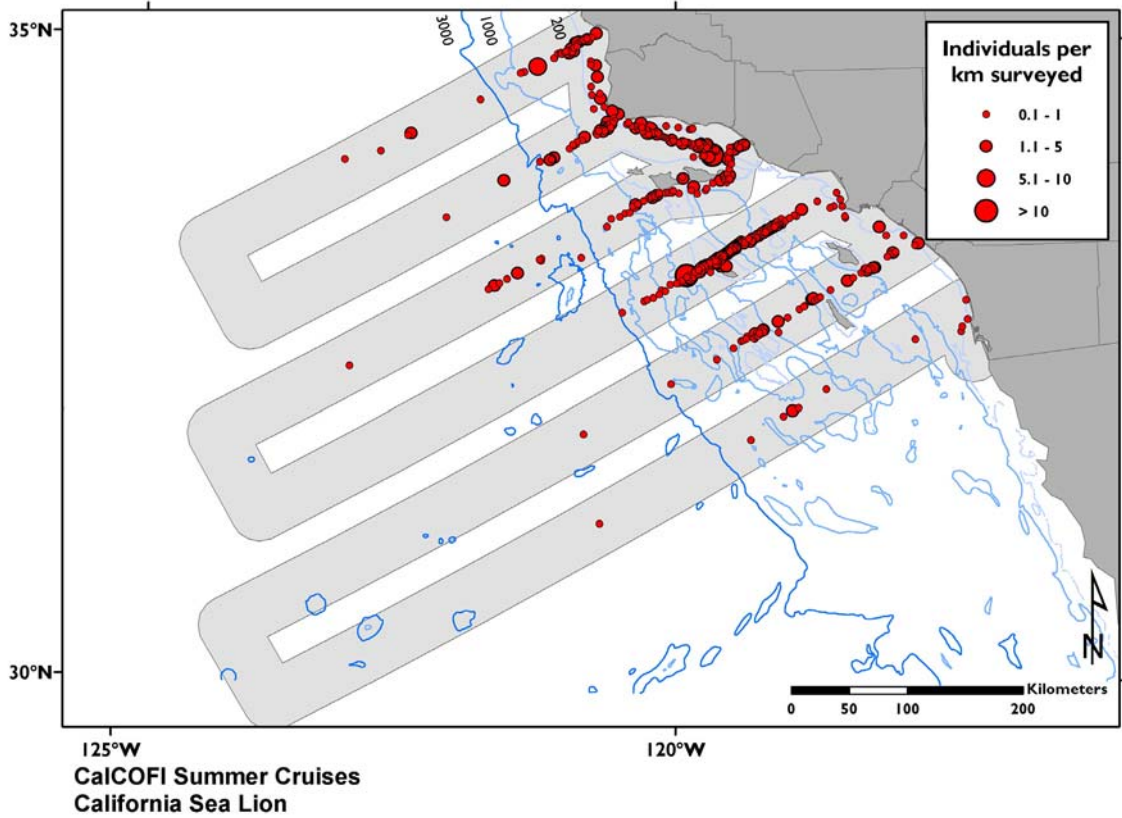 35°N
3000
1000
200
Individuals per
km surveyed
0.1 - 1
1.1 - 5
5.1 - 10
> 10
30°N
N
Kilometers
0 50 100 200
125°W
120°W
CalCOFI Summer Cruises
California Sea Lion